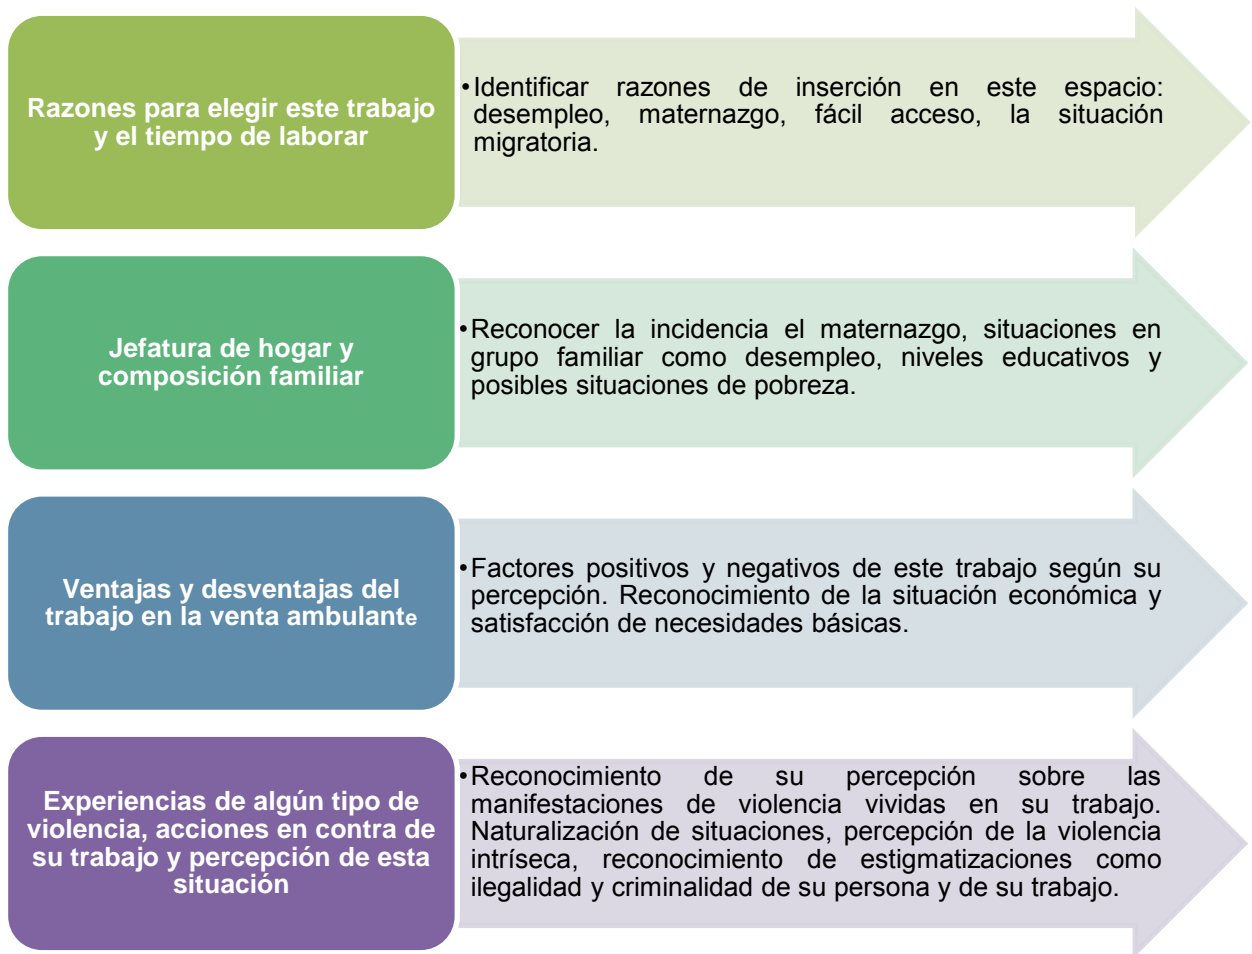 Razones para elegir este trabajo
y el tiempo de laborar
•Identificar razones de inserción en este espacio:
desempleo, maternazgo, fácil acceso, la situación
migratoria.
Jefatura de hogar y
composición familiar
•Reconocer la incidencia el maternazgo, situaciones en
grupo familiar como desempleo, niveles educativos y
posibles situaciones de pobreza.
Ventajas y desventajas del
trabajo en la venta ambulante
•Factores positivos y negativos de este trabajo según su
percepción. Reconocimiento de la situación económica y
satisfacción de necesidades básicas.
Experiencias de algún tipo de
violencia, acciones en contra de
su trabajo y percepción de esta
situación
•Reconocimiento de su percepción sobre las
manifestaciones de violencia vividas en su trabajo.
Naturalización de situaciones, percepción de la violencia
intríseca, reconocimiento de estigmatizaciones como
ilegalidad y criminalidad de su persona y de su trabajo.